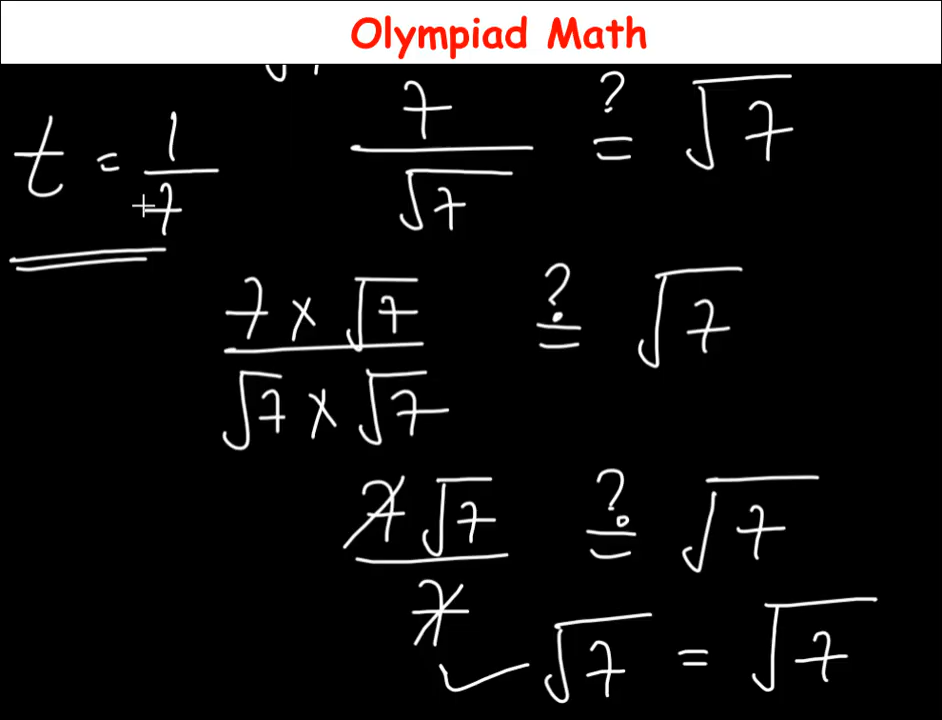 Olympiad Math
t = 1/7
7/√7 ≟ √7
7 × √7 / √7 × √7 ≟ √7
7√7 / 7 ≟ √7
✓ √7 = √7